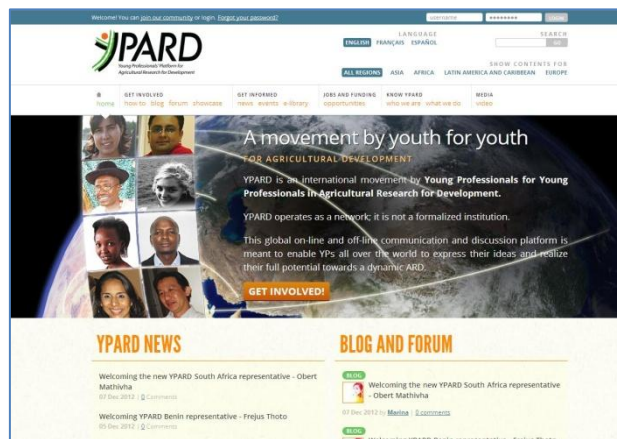 Welcome! You can join our community or login. Forgot your password?
username
LOGIN
YPARD
Young Professionals' Platform for
Agricultural Research for Development
LANGUAGE
ENGLISH FRANÇAIS ESPAÑOL
SEARCH
GO
SHOW CONTENTS FOR
ALL REGIONS ASIA AFRICA LATIN AMERICA AND CARIBBEAN EUROPE
home
GET INVOLVED
how to blog forum showcase
GET INFORMED
news events e-library
JOBS AND FUNDING
opportunities
KNOW YPARD
who we are what we do
MEDIA
video
A movement by youth for youth
FOR AGRICULTURAL DEVELOPMENT
YPARD is an international movement by Young Professionals for Young
Professionals in Agricultural Research for Development.
YPARD operates as a network; it is not a formalized institution.
This global on-line and off-line communication and discussion platform is
meant to enable YPs all over the world to express their ideas and realize
their full potential towards a dynamic ARD.
GET INVOLVED!
YPARD NEWS
Welcoming the new YPARD South Africa representative - Obert
Mathivha
07 Dec 2012 | 0 Comments
Welcoming YPARD Benin representative - Frejus Thoto
05 Dec 2012 | 0 Comments
BLOG AND FORUM
BLOG
Welcoming the new YPARD South Africa representative
- Obert Mathivha
07 Dec 2012 by Marina | 0 comments
BLOG